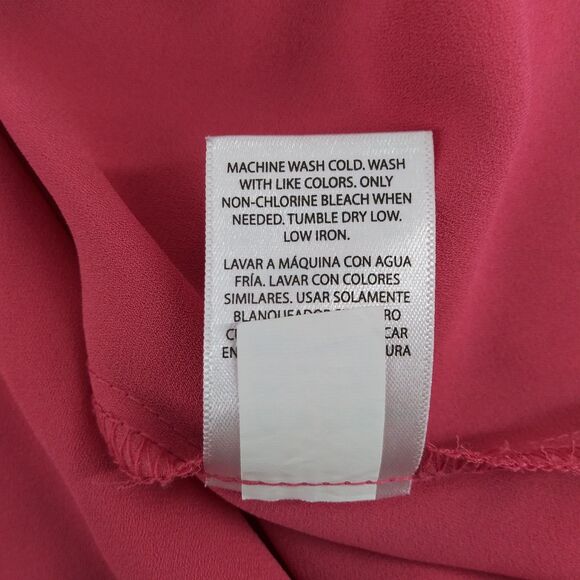 MACHINE WASH COLD. WASH
WITH LIKE COLORS. ONLY
NON-CHLORINE BLEACH WHEN
NEEDED. TUMBLE DRY LOW.
LOW IRON.
LAVAR A MÁQUINA CON AGUA
FRÍA. LAVAR CON COLORES
SIMILARES. USAR SOLAMENTE
BLANQUEADOR